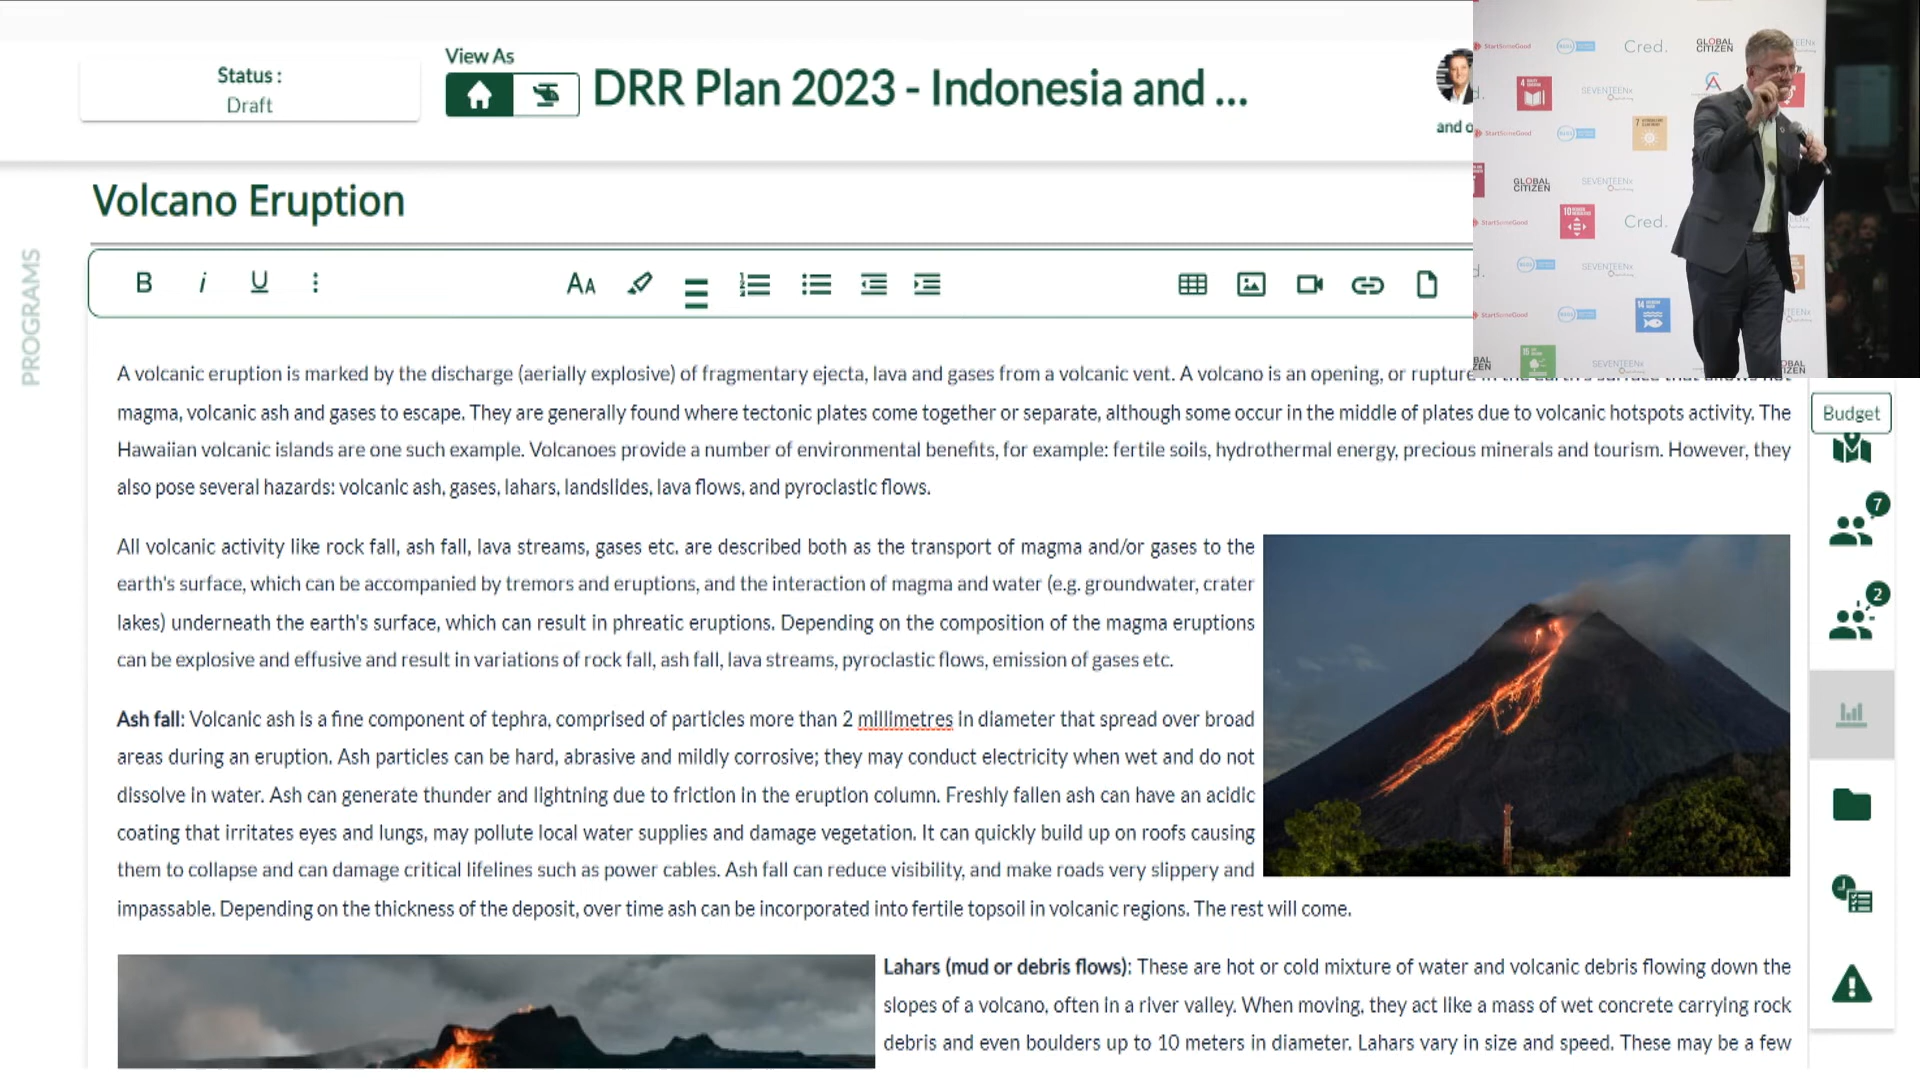 Status :
Draft
View As
DRR Plan 2023 - Indonesia and ...
and o
StartSomeGood
Cred.
GLOBAL CITIZEN
4
SEVENTEENx
StartSomeGood
7
GLOBAL CITIZEN
SEVENTEENx
StartSomeGood
10
Cred.
SEVENTEENx
14
StartSomeGood
15
SEVENTEENx
PROGRAMS
Volcano Eruption
B i U AA
A volcanic eruption is marked by the discharge (aerially explosive) of fragmentary ejecta, lava and gases from a volcanic vent. A volcano is an opening, or rupture
magma, volcanic ash and gases to escape. They are generally found where tectonic plates come together or separate, although some occur in the middle of plates due to volcanic hotspots activity. The
Hawaiian volcanic islands are one such example. Volcanoes provide a number of environmental benefits, for example: fertile soils, hydrothermal energy, precious minerals and tourism. However, they
also pose several hazards: volcanic ash, gases, lahars, landslides, lava flows, and pyroclastic flows.
All volcanic activity like rock fall, ash fall, lava streams, gases etc. are described both as the transport of magma and/or gases to the
earth's surface, which can be accompanied by tremors and eruptions, and the interaction of magma and water (e.g. groundwater, crater
lakes) underneath the earth's surface, which can result in phreatic eruptions. Depending on the composition of the magma eruptions
can be explosive and effusive and result in variations of rock fall, ash fall, lava streams, pyroclastic flows, emission of gases etc.
Ash fall: Volcanic ash is a fine component of tephra, comprised of particles more than 2 millimetres in diameter that spread over broad
areas during an eruption. Ash particles can be hard, abrasive and mildly corrosive; they may conduct electricity when wet and do not
dissolve in water. Ash can generate thunder and lightning due to friction in the eruption column. Freshly fallen ash can have an acidic
coating that irritates eyes and lungs, may pollute local water supplies and damage vegetation. It can quickly build up on roofs causing
them to collapse and can damage critical lifelines such as power cables. Ash fall can reduce visibility, and make roads very slippery and
impassable. Depending on the thickness of the deposit, over time ash can be incorporated into fertile topsoil in volcanic regions. The rest will come.
Lahars (mud or debris flows): These are hot or cold mixture of water and volcanic debris flowing down the
slopes of a volcano, often in a river valley. When moving, they act like a mass of wet concrete carrying rock
debris and even boulders up to 10 meters in diameter. Lahars vary in size and speed. These may be a few
Budget
7
2